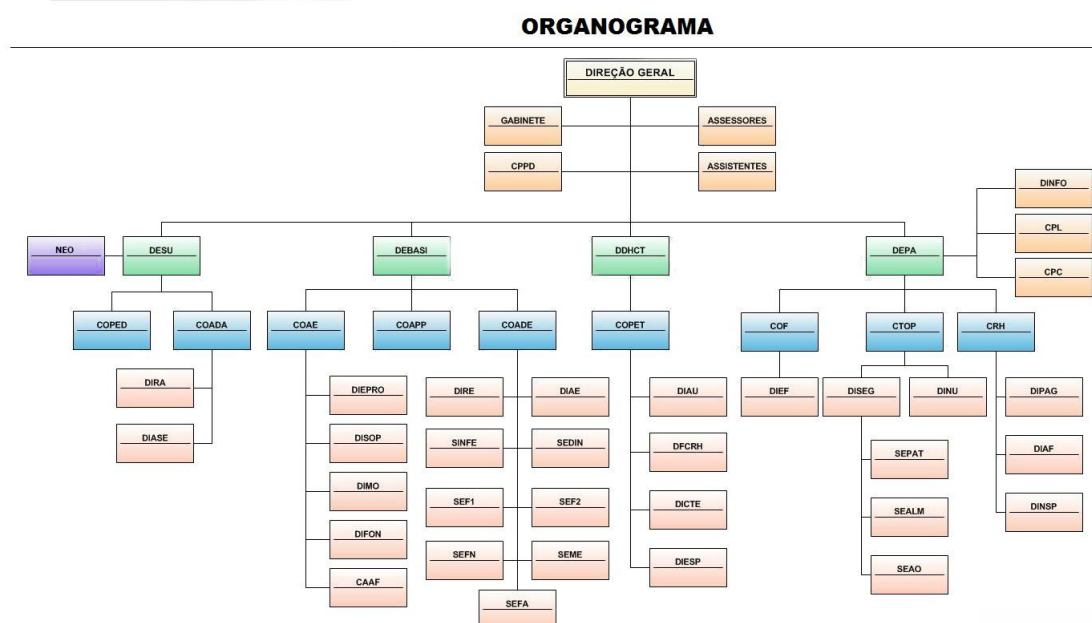 ORGANOGRAMA
DIREÇÃO GERAL
GABINETE
ASSESSORES
CPPD
ASSISTENTES
DINFO
CPL
CPC
NEO
DESU
DEBASI
DDHCT
DEPA
COPED
COADA
COAE
COAPP
COADE
COPET
COF
CTOP
CRH
DIRA
DIASE
DIEPRO
DISOP
DIMO
DIFON
CAAF
DIRE
DIAE
SINFE
SEDIN
SEF1
SEF2
SEFN
SEME
SEFA
DIAU
DFCRH
DICTE
DIESP
DIEF
DISEG
DINU
SEPAT
SEALM
SEAO
DIPAG
DIAF
DINSP